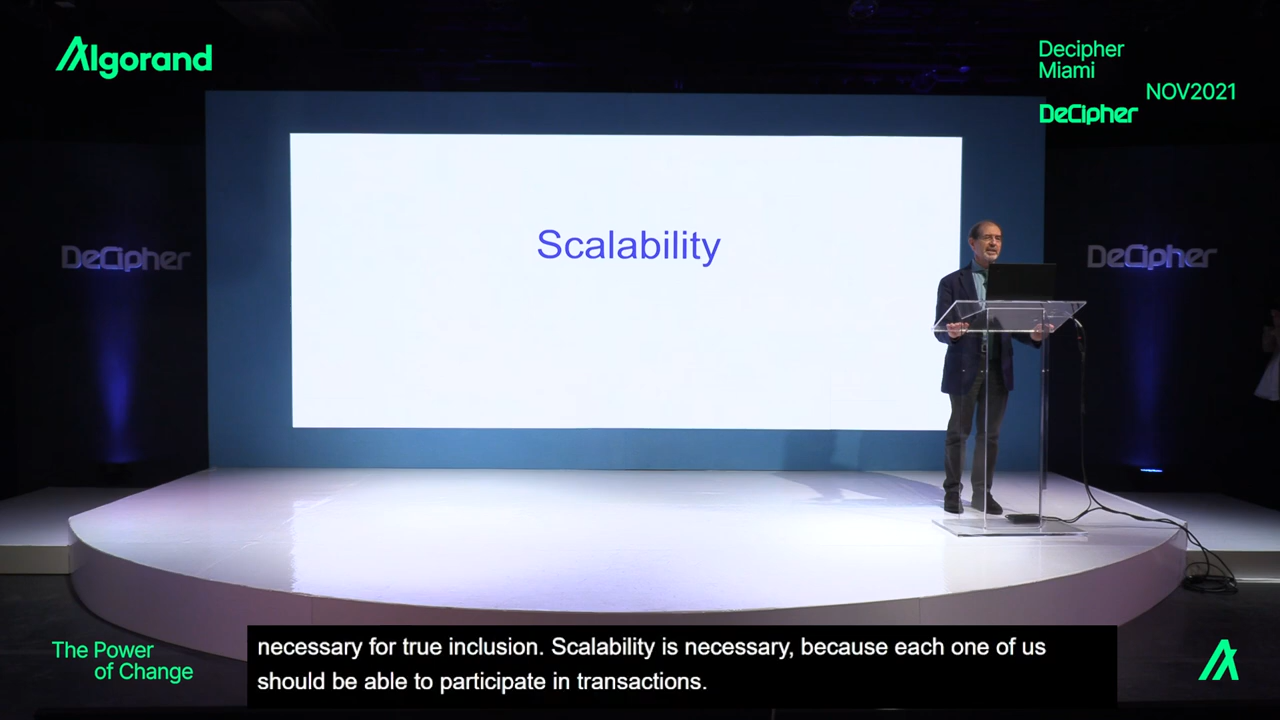 Algorand
Decipher
Miami
NOV2021
DeCipher
Scalability
DeCipher
DeCipher
The Power
of Change
necessary for true inclusion. Scalability is necessary, because each one of us
should be able to participate in transactions.